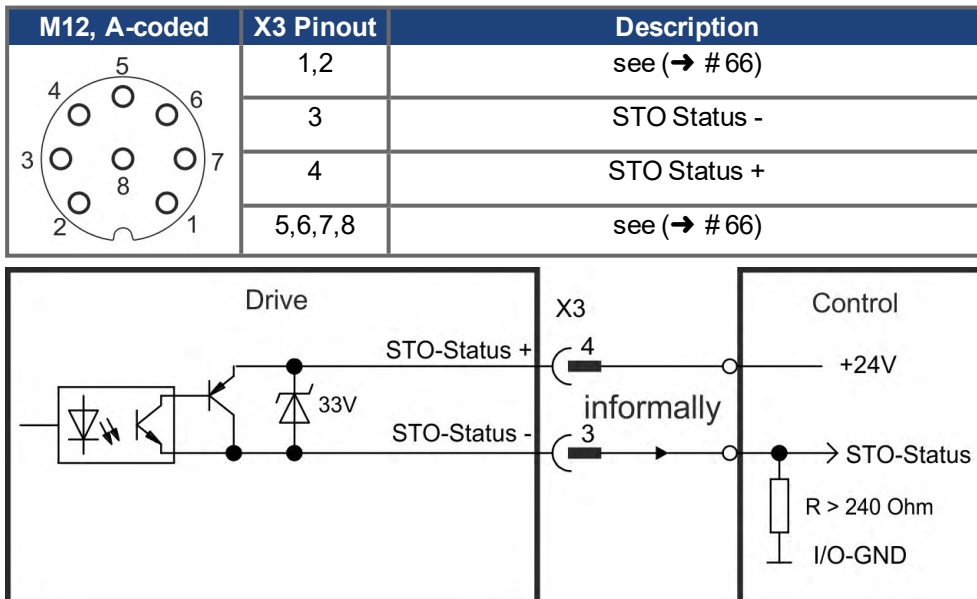 M12, A-coded X3 Pinout Description
5
4 6
3 7
8
2 1
1,2 see (➜ # 66)
3 STO Status -
4 STO Status +
5,6,7,8 see (➜ # 66)
Drive X3 Control
STO-Status + 4 +24V
33V informally
STO-Status - 3 STO-Status
R > 240 Ohm
I/O-GND